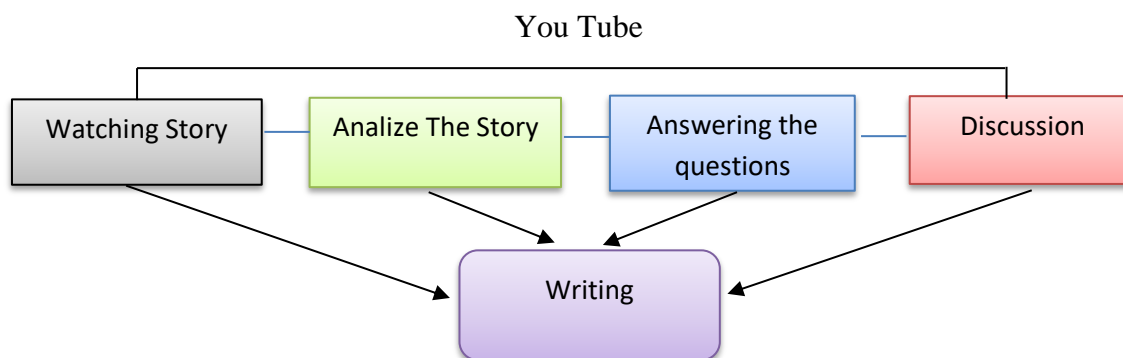 You Tube
Watching Story
Analize The Story
Answering the
questions
Discussion
Writing